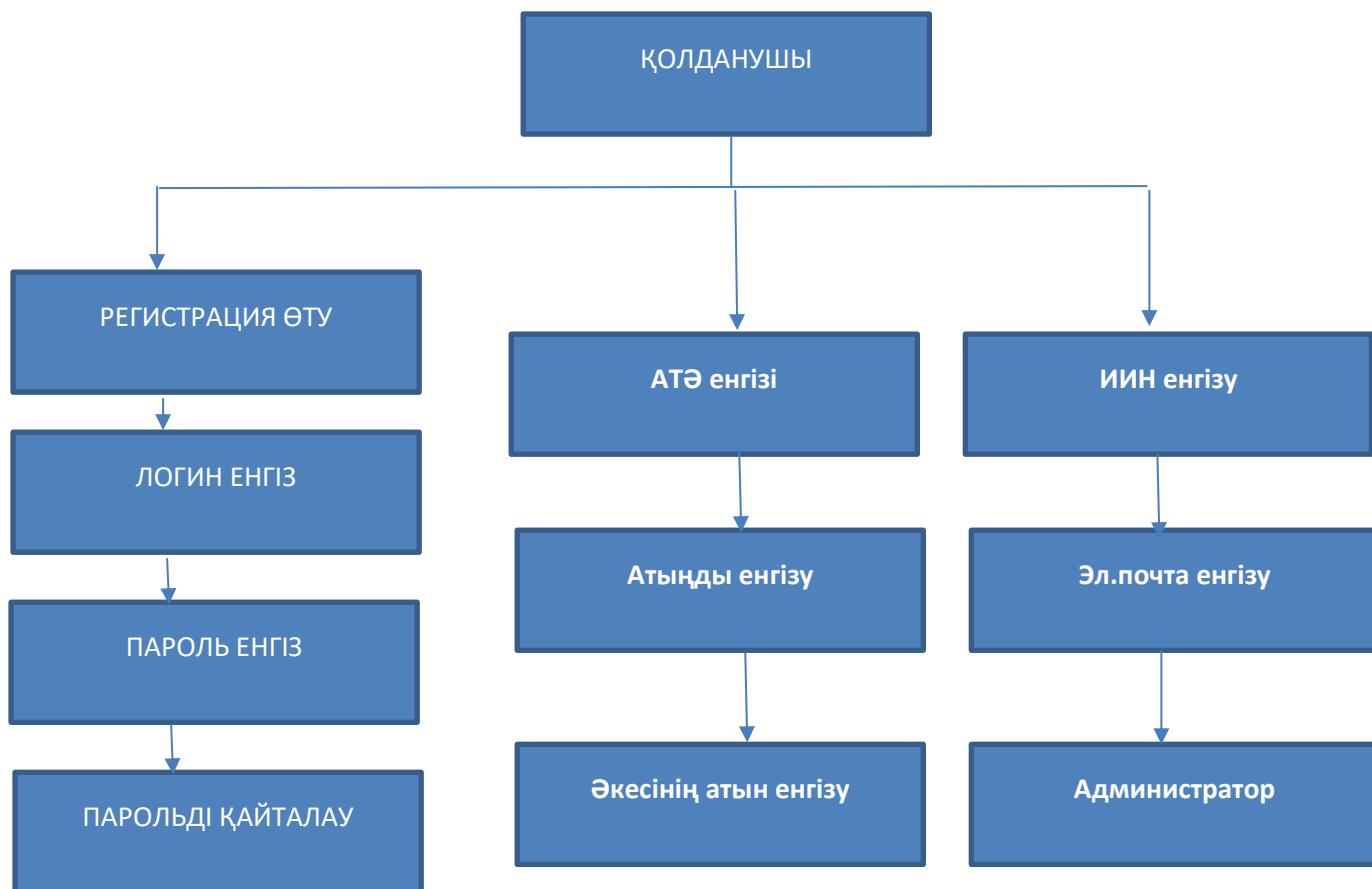 ҚОЛДАНУШЫ
РЕГИСТРАЦИЯ ӨТУ
ЛОГИН ЕНГІЗ
ПАРОЛЬ ЕНГІЗ
ПАРОЛЬДІ ҚАЙТАЛАУ
АТӘ енгізі
Атыңды енгізу
Әкесінің атын енгізу
ИИН енгізу
Эл.почта енгізу
Администратор